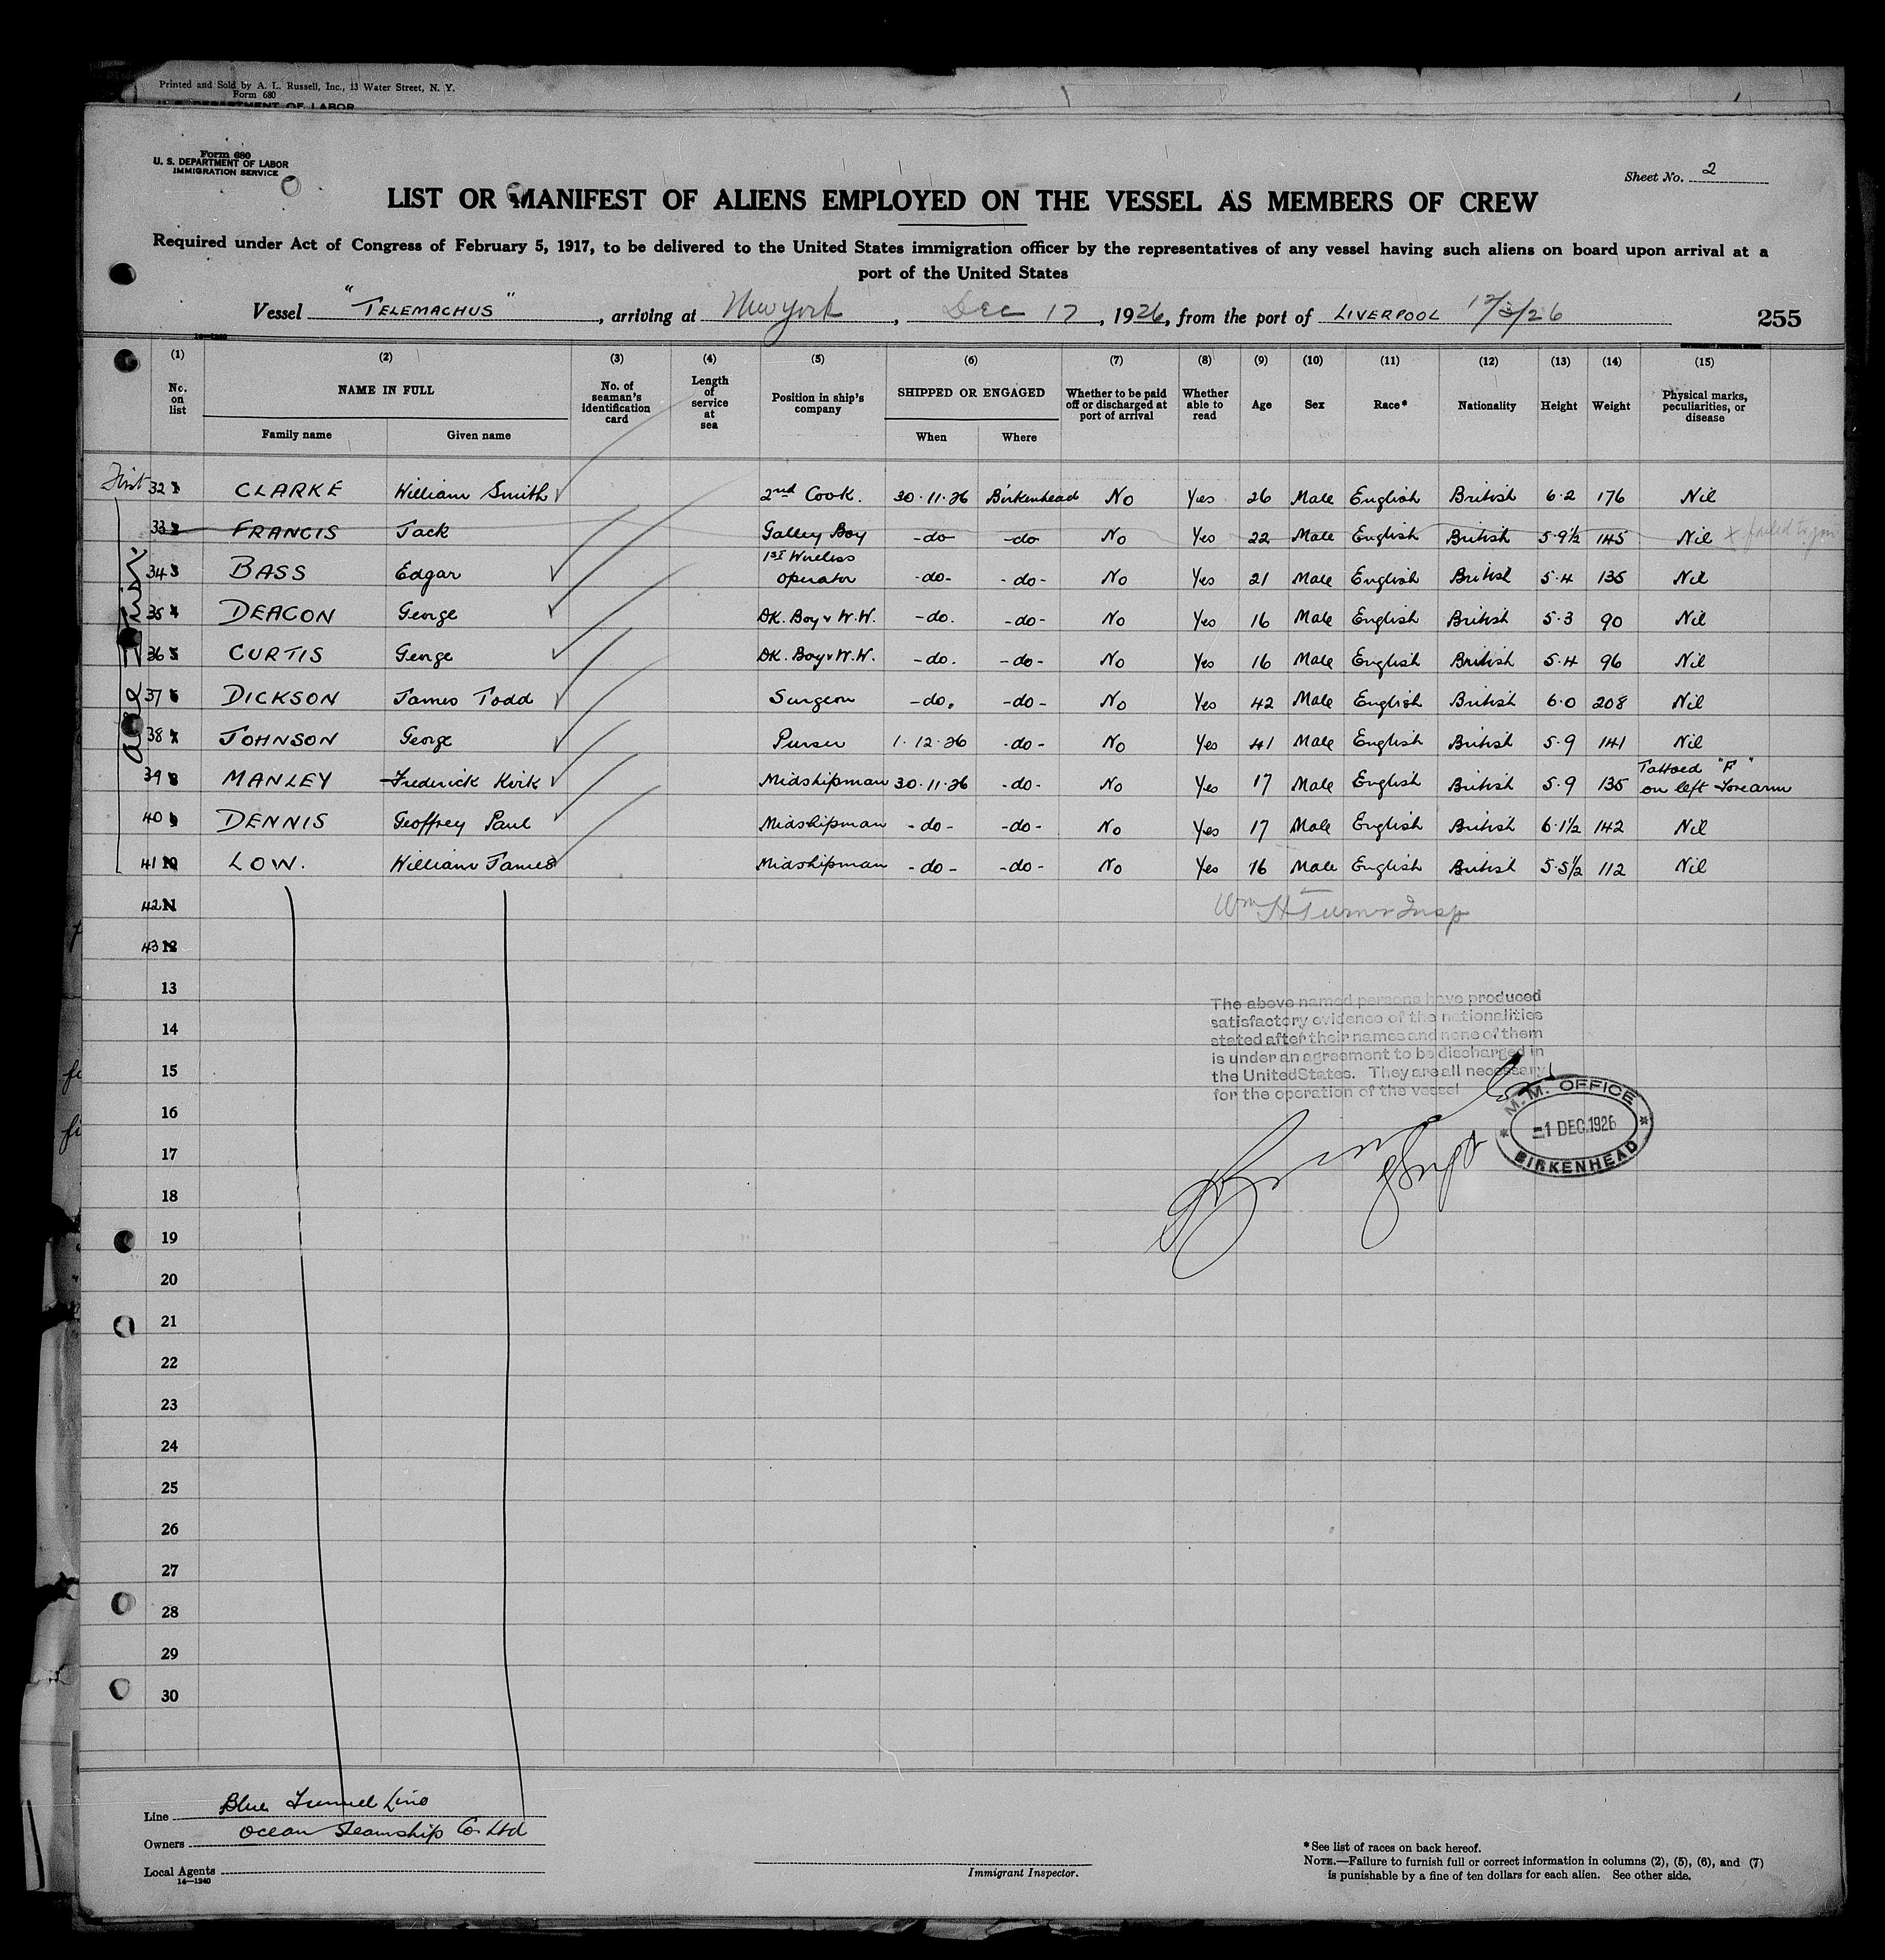 Printed and Sold by A. L. Russell, Inc., 13 Water Street, N. Y.
Form 680
U. S. DEPARTMENT OF LABOR
Form 680
U. S. DEPARTMENT OF LABOR
IMMIGRATION SERVICE
Sheet No. 2
LIST OR MANIFEST OF ALIENS EMPLOYED ON THE VESSEL AS MEMBERS OF CREW
Required under Act of Congress of February 5, 1917, to be delivered to the United States immigration officer by the representatives of any vessel having such aliens on board upon arrival at a
port of the United States
Vessel "TELEMACHUS", arriving at New York, Dec 17, 1926, from the port of LIVERPOOL 12/3/26
255
(1) (2) (3) (4) (5) (6) (7) (8) (9) (10) (11) (12) (13) (14) (15)
No. on list NAME IN FULL No. of seaman's identification card Length of service at sea Position in ship's company SHIPPED OR ENGAGED Whether to be paid off or discharged at port of arrival Whether able to read Age Sex Race* Nationality Height Weight Physical marks, peculiarities, or disease
Family name Given name When Where
First 32 CLARKE William Smith 2nd Cook. 30·11·26 Birkenhead No Yes 26 Male English British 6·2 176 Nil
33 FRANCIS Jack Galley Boy -do- -do- No Yes 22 Male English British 5·9½ 145 Nil x failed to join
34 BASS Edgar 1st Wireless operator -do- -do- No Yes 21 Male English British 5·4 135 Nil
35 DEACON George DK. Boy & W.W. -do. -do- No Yes 16 Male English British 5·3 90 Nil
36 CURTIS George DK. Boy & W.W. -do. -do- No Yes 16 Male English British 5·4 96 Nil
37 DICKSON James Todd Surgeon -do. -do- No Yes 42 Male English British 6·0 208 Nil
38 JOHNSON George Purser 1·12·26 -do- No Yes 41 Male English British 5·9 141 Nil
39 MANLEY Frederick Kirk Midshipman 30·11·26 -do- No Yes 17 Male English British 5·9 135 Tattoed "F" on left Forearm
40 DENNIS Geoffrey Paul Midshipman -do- -do- No Yes 17 Male English British 6·1½ 142 Nil
41 LOW. William James Midshipman -do- -do- No Yes 16 Male English British 5·5½ 112 Nil
42 11
Wm H Turner Insp
43 12
13
The above named persons have produced
satisfactory evidence of the nationalities
14
stated after their names and none of them
is under an agreement to be discharged in
15
the United States. They are all necessary
for the operation of the vessel
16
M. M. OFFICE
1 DEC. 1926
BIRKENHEAD
17
18
19
20
21
22
23
24
25
26
27
28
29
30
Line Blue Funnel Line
Owners Ocean Steamship Co Ltd
Local Agents
14—1240
Immigrant Inspector.
*See list of races on back hereof.
NOTE.—Failure to furnish full or correct information in columns (2), (5), (6), and (7)
is punishable by a fine of ten dollars for each alien. See other side.